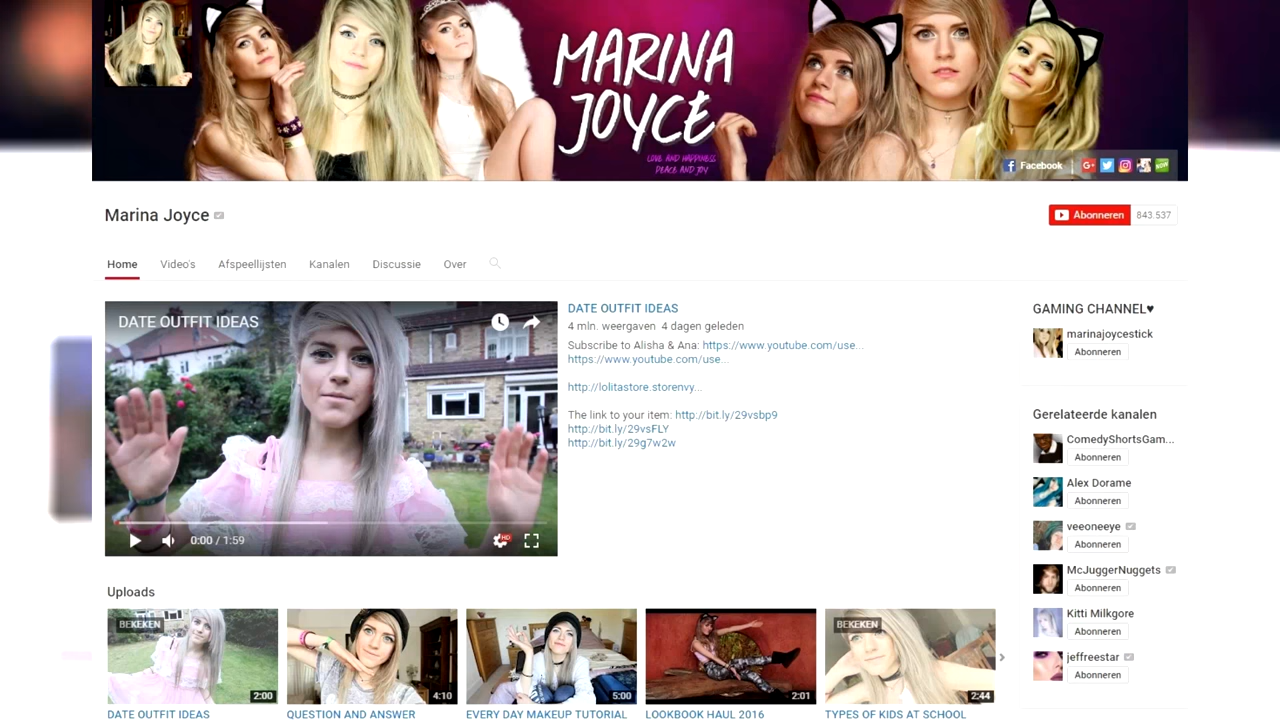 MARINA
JOYCE
LOVE AND HAPPINESS
PEACE AND JOY
Facebook
Marina Joyce
Abonneren
843.537
Home
Video's
Afspeellijsten
Kanalen
Discussie
Over
DATE OUTFIT IDEAS
0:00 / 1:59
HD
DATE OUTFIT IDEAS
4 mln. weergaven 4 dagen geleden
Subscribe to Alisha & Ana: https://www.youtube.com/use...
https://www.youtube.com/use...
http://lolitastore.storenvy...
The link to your item: http://bit.ly/29vsbp9
http://bit.ly/29vsFLY
http://bit.ly/29g7w2w
GAMING CHANNEL♥
marinajoycestick
Abonneren
Gerelateerde kanalen
ComedyShortsGam...
Abonneren
Alex Dorame
Abonneren
veeoneeye
Abonneren
McJuggerNuggets
Abonneren
Kitti Milkgore
Abonneren
jeffreestar
Abonneren
Uploads
BEKEKEN
2:00
4:10
5:00
2:01
BEKEKEN
2:44
DATE OUTFIT IDEAS
QUESTION AND ANSWER
EVERY DAY MAKEUP TUTORIAL
LOOKBOOK HAUL 2016
TYPES OF KIDS AT SCHOOL